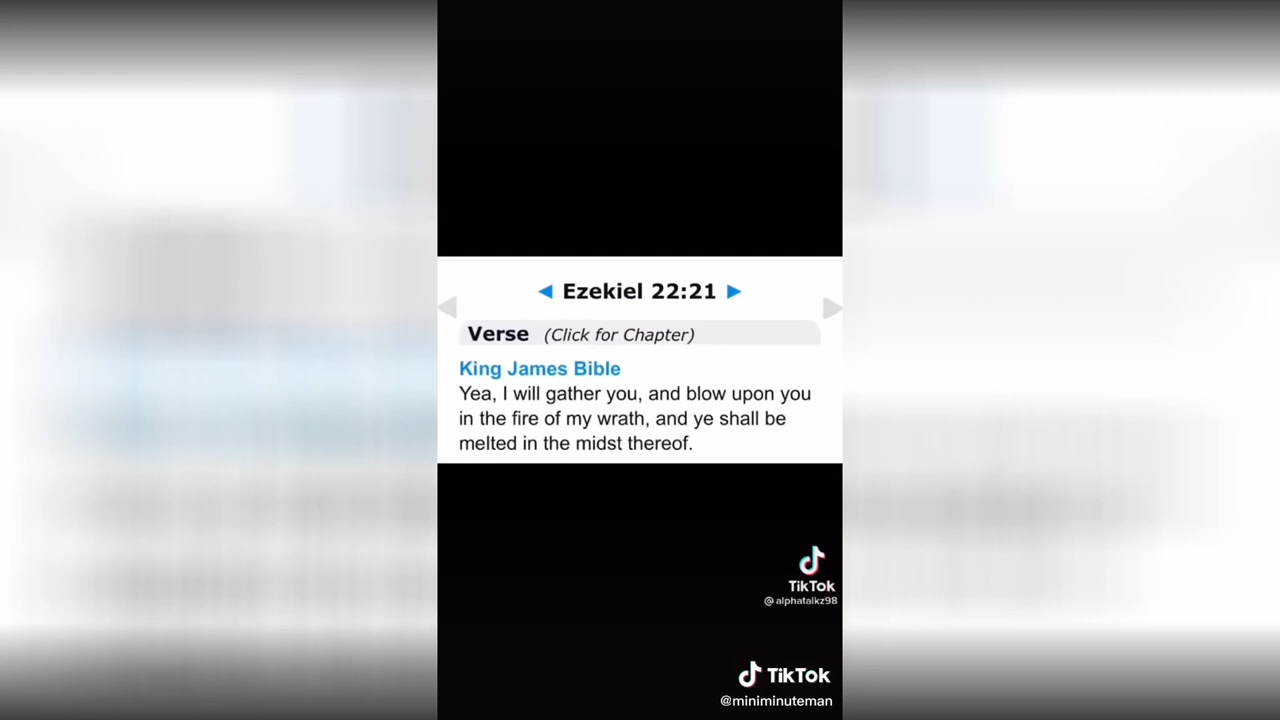 Ezekiel 22:21
Verse (Click for Chapter)
King James Bible
Yea, I will gather you, and blow upon you
in the fire of my wrath, and ye shall be
melted in the midst thereof.
TikTok
@alphatalkz98
TikTok
@miniminuteman